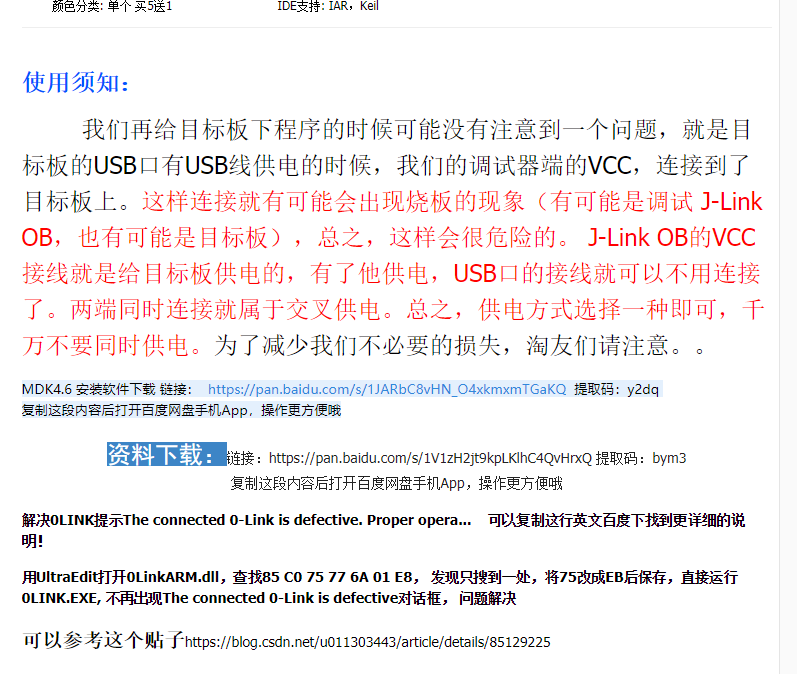 颜色分类: 单个 买5送1 IDE支持: IAR，Keil
使用须知：
我们再给目标板下程序的时候可能没有注意到一个问题，就是目
标板的USB口有USB线供电的时候，我们的调试器端的VCC，连接到了
目标板上。这样连接就有可能会出现烧板的现象（有可能是调试 J-Link
OB，也有可能是目标板），总之，这样会很危险的。 J-Link OB的VCC
接线就是给目标板供电的，有了他供电，USB口的接线就可以不用连接
了。两端同时连接就属于交叉供电。总之，供电方式选择一种即可，千
万不要同时供电。为了减少我们不必要的损失，淘友们请注意。。
MDK4.6 安装软件下载 链接： https://pan.baidu.com/s/1JARbC8vHN_O4xkmxmTGaKQ 提取码：y2dq
复制这段内容后打开百度网盘手机App，操作更方便哦
资料下载：链接：https://pan.baidu.com/s/1V1zH2jt9kpLKlhC4QvHrxQ 提取码：bym3
复制这段内容后打开百度网盘手机App，操作更方便哦
解决0LINK提示The connected 0-Link is defective. Proper opera... 可以复制这行英文百度下找到更详细的说
明！
用UltraEdit打开0LinkARM.dll，查找85 C0 75 77 6A 01 E8， 发现只搜到一处，将75改成EB后保存，直接运行
0LINK.EXE, 不再出现The connected 0-Link is defective对话框， 问题解决
可以参考这个贴子https://blog.csdn.net/u011303443/article/details/85129225